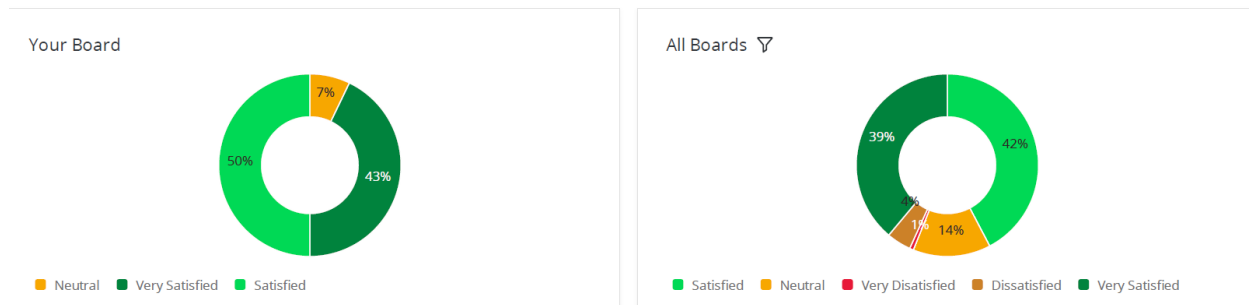 Your Board
7%
50%
43%
Neutral Very Satisfied Satisfied
All Boards
39%
42%
4%
1%
14%
Satisfied Neutral Very Disatisfied Dissatisfied Very Satisfied